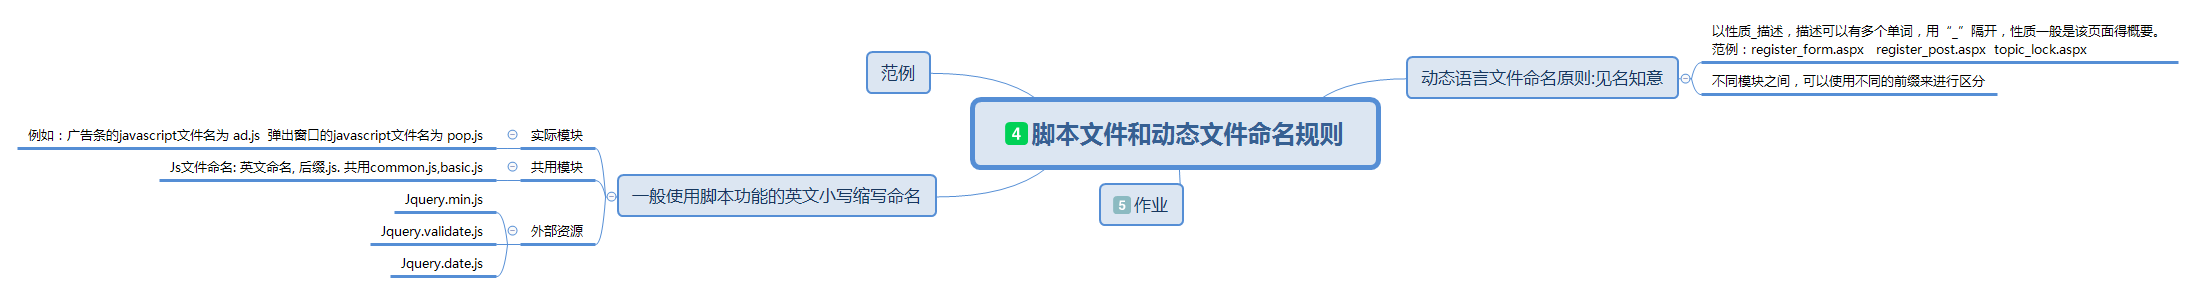 4 脚本文件和动态文件命名规则
动态语言文件命名原则:见名知意
以性质_描述，描述可以有多个单词，用“_”隔开，性质一般是该页面得概要。
范例：register_form.aspx register_post.aspx topic_lock.aspx
不同模块之间，可以使用不同的前缀来进行区分
5 作业
范例
一般使用脚本功能的英文小写缩写命名
实际模块
例如：广告条的javascript文件名为 ad.js 弹出窗口的javascript文件名为 pop.js
共用模块
Js文件命名: 英文命名, 后缀.js. 共用common.js,basic.js
外部资源
Jquery.min.js
Jquery.validate.js
Jquery.date.js